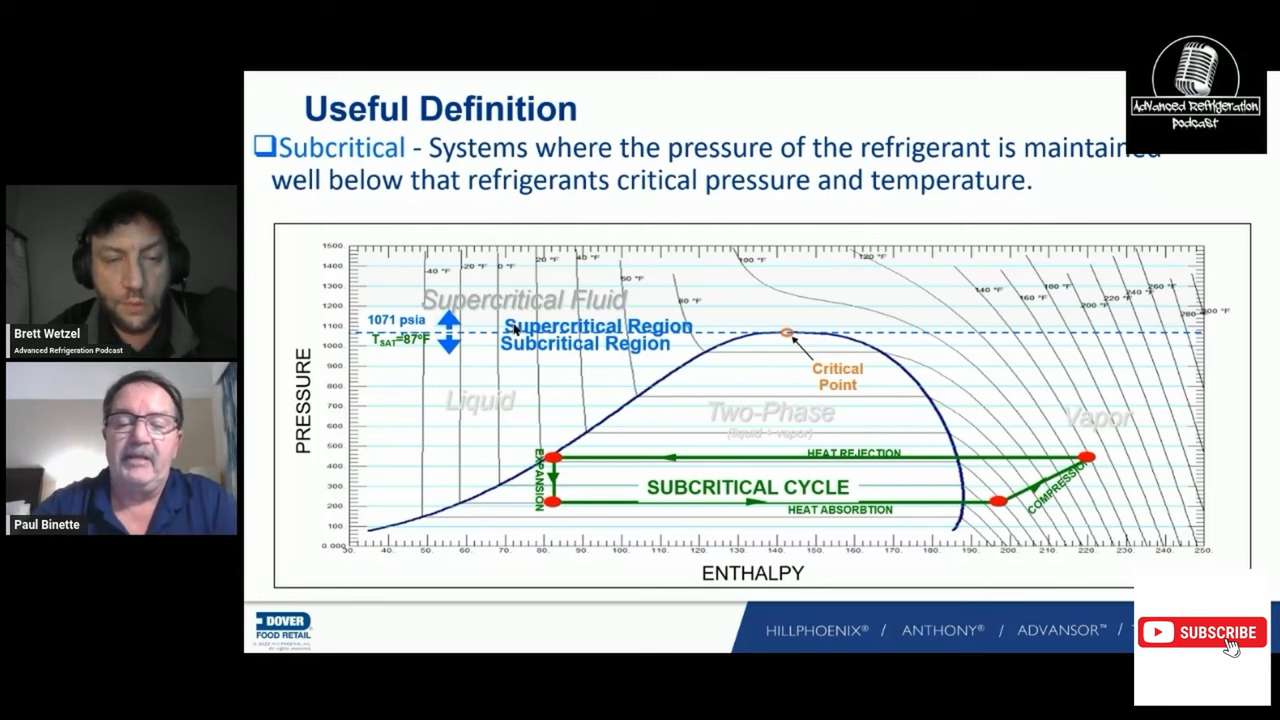 Useful Definition
Subcritical - Systems where the pressure of the refrigerant is maintained
well below that refrigerants critical pressure and temperature.
AdVanced Refrigeration
Podcast
Brett Wetzel
Advanced Refrigeration Podcast
Paul Binette
PRESSURE
1500.
1400
1300
1200
1100
1000
900
800
700
600
500
400
300
200
100
0.000
-40 °F
-20 °F
0 °F
20 °F
40 °F
60 °F
80 °F
100 °F
120 °F
140 °F
160 °F
180 °F
200 °F
220 °F
240 °F
260 °F
280 °F
300 °F
Supercritical Fluid
1071 psia
TSAT=87ºF
Supercritical Region
Subcritical Region
Critical
Point
Liquid
Two-Phase
(liquid + vapor)
Vapor
EXPANSION
HEAT REJECTION
SUBCRITICAL CYCLE
HEAT ABSORBTION
COMPRESSION
30. 40. 50. 60. 70. 80. 90. 100. 110. 120. 130. 140. 150. 160. 170. 180. 190. 200. 210. 220. 230. 240. 250.
ENTHALPY
DOVER
FOOD RETAIL
HILLPHOENIX® / ANTHONY® / ADVANSOR™ /
SUBSCRIBE